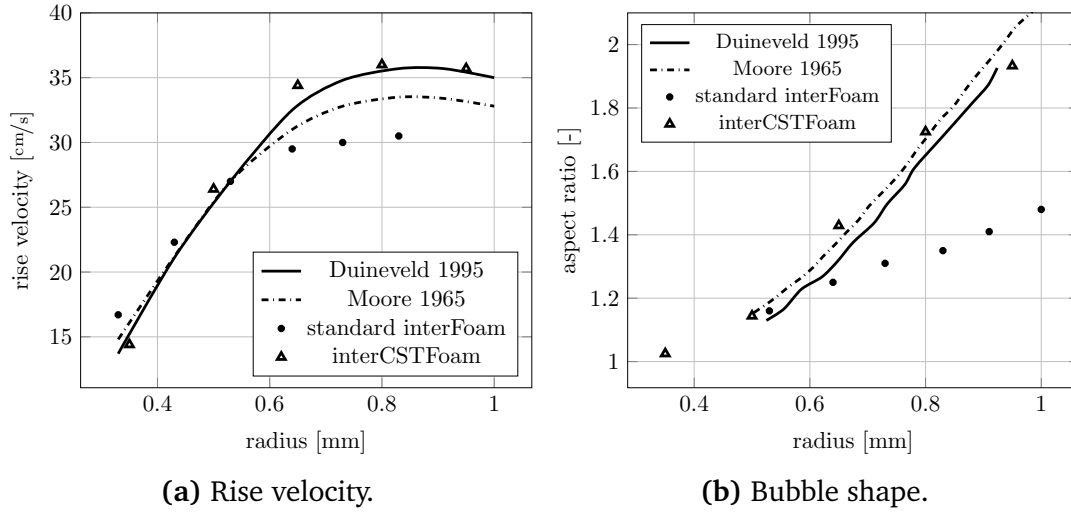 40
35
30
25
20
15
0.4
0.6
0.8
1
rise velocity [cm/s]
radius [mm]
Duineveld 1995
Moore 1965
standard interFoam
interCSTFoam
(a) Rise velocity.
2
1.8
1.6
1.4
1.2
1
0.4
0.6
0.8
1
aspect ratio [-]
radius [mm]
Duineveld 1995
Moore 1965
standard interFoam
interCSTFoam
(b) Bubble shape.